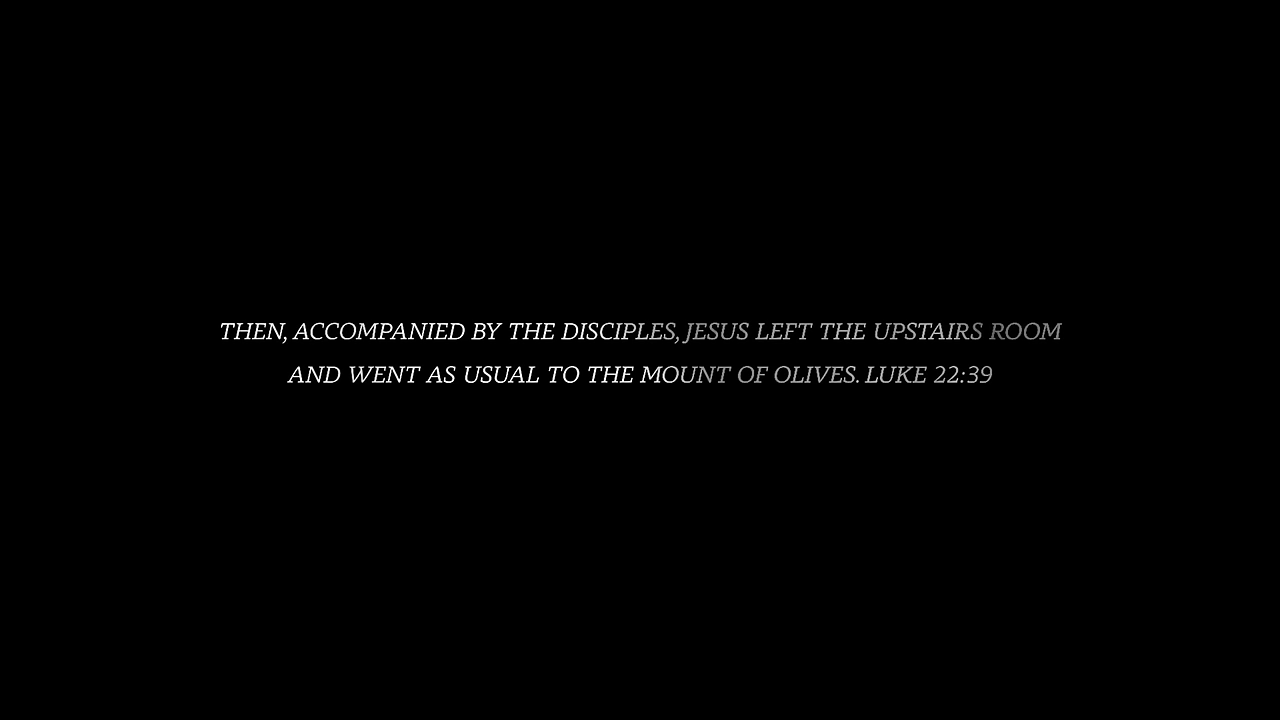 THEN, ACCOMPANIED BY THE DISCIPLES, JESUS LEFT THE UPSTAIRS ROOM
AND WENT AS USUAL TO THE MOUNT OF OLIVES. LUKE 22:39